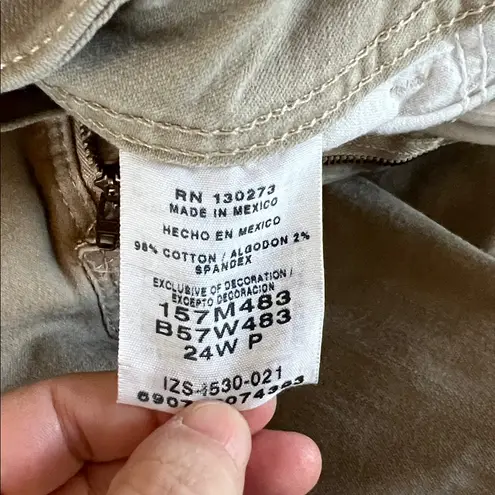 RN 130273
MADE IN MEXICO
HECHO EN MEXICO
98% COTTON / ALGODON 2%
SPANDEX
EXCLUSIVE OF DECORATION /
EXCEPTO DECORACION
157M483
B57W483
24W P
IZS-4530-021